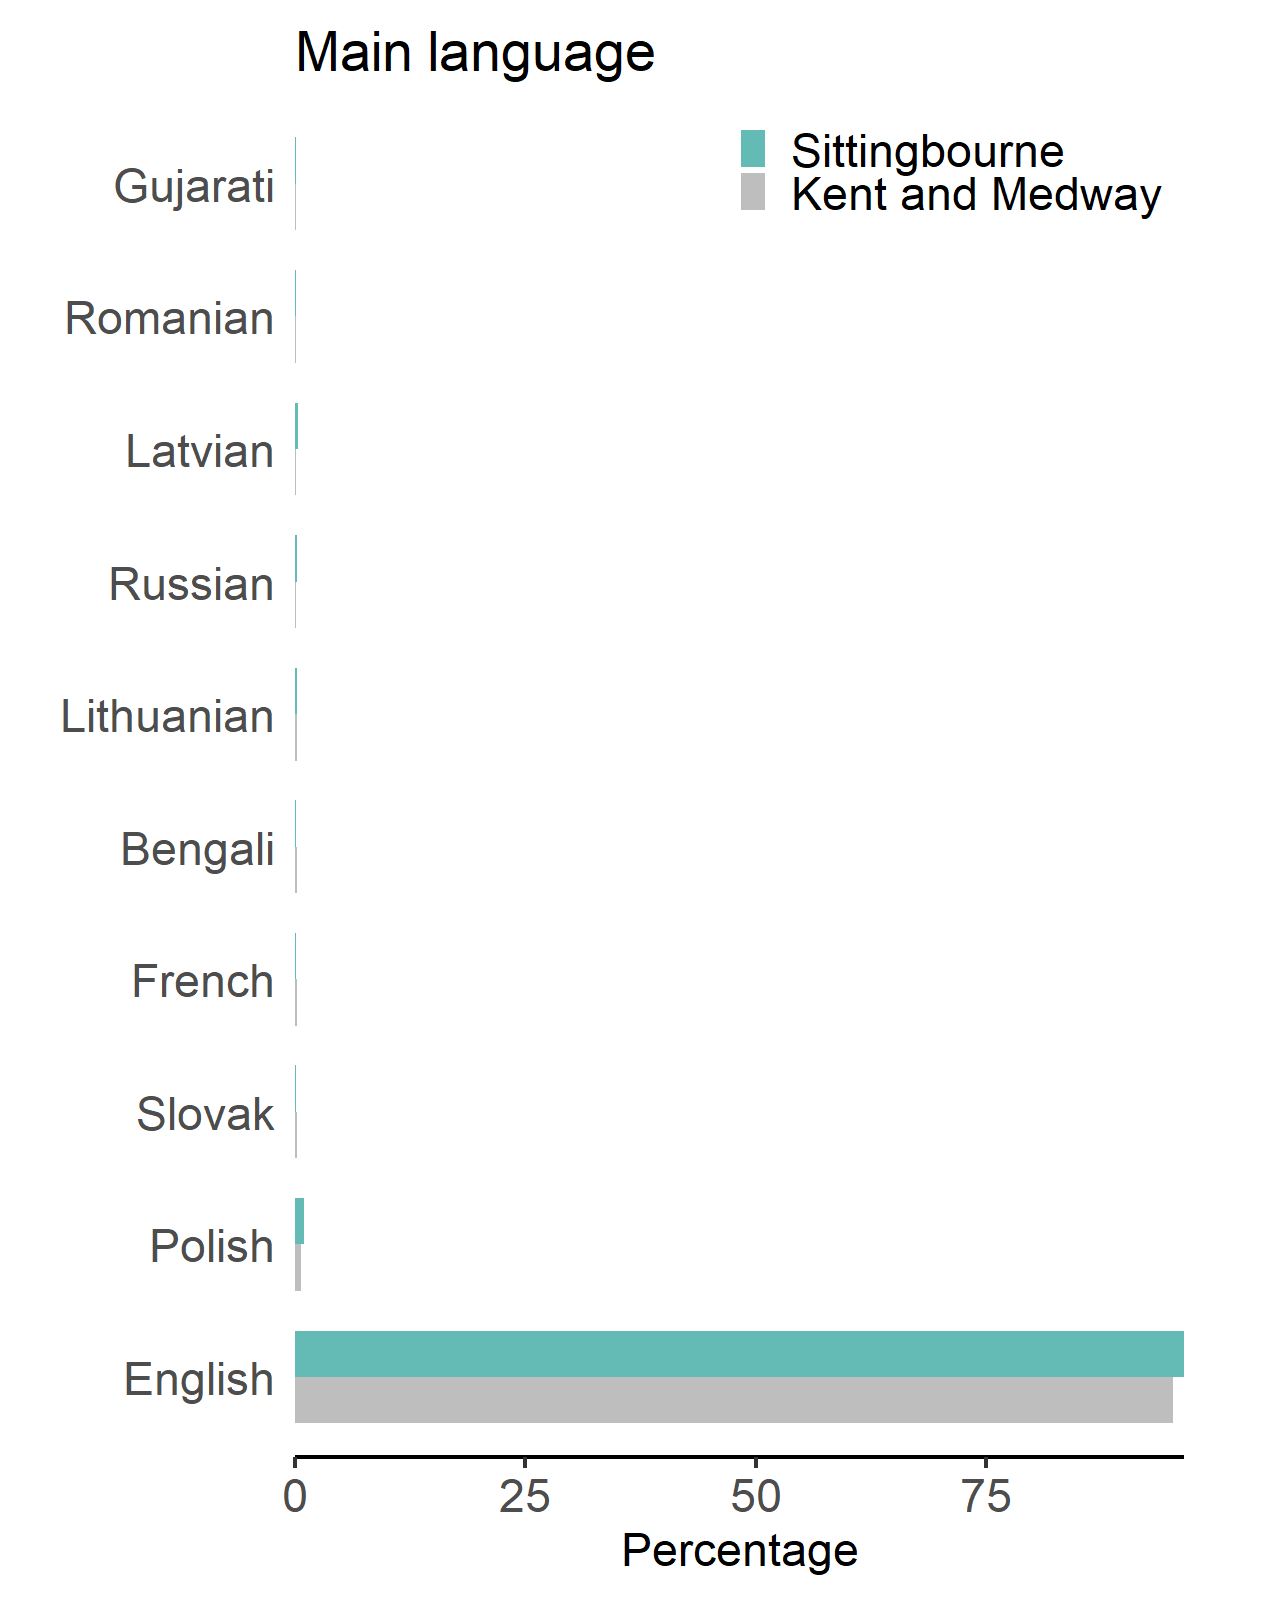 Main language
Sittingbourne
Kent and Medway
Gujarati
Romanian
Latvian
Russian
Lithuanian
Bengali
French
Slovak
Polish
English
0 25 50 75
Percentage